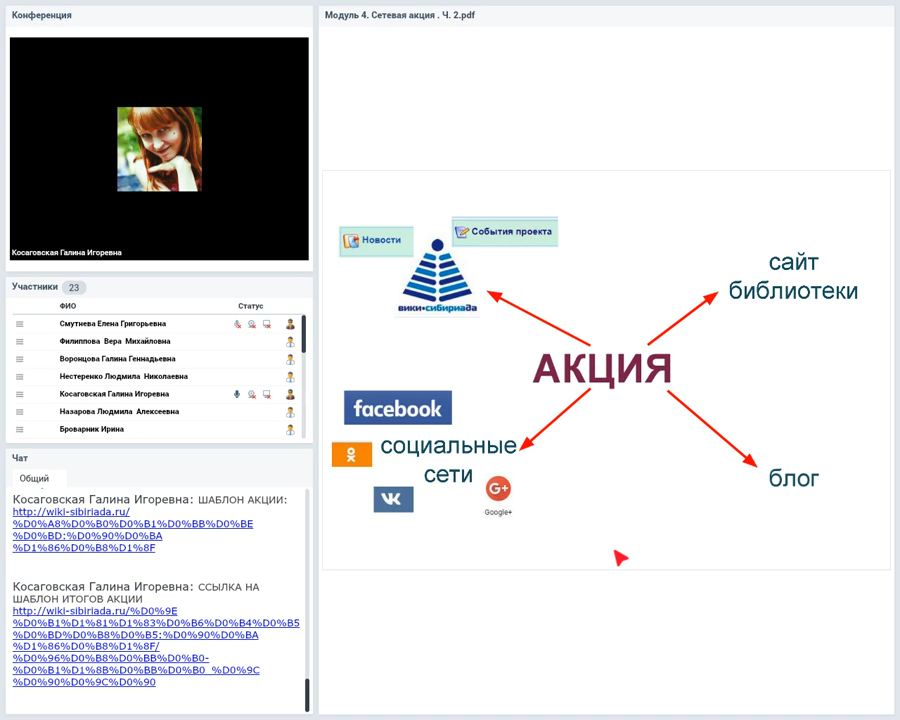 Конференция
Косаговская Галина Игоревна
Участники 23
ФИО Статус
Смутнева Елена Григорьевна
Филиппова Вера Михайловна
Воронцова Галина Геннадьевна
Нестеренко Людмила Николаевна
Косаговская Галина Игоревна
Назарова Людмила Алексеевна
Броварник Ирина
Чат
Общий
Косаговская Галина Игоревна: ШАБЛОН АКЦИИ:
http://wiki-sibiriada.ru/
%D0%A8%D0%B0%D0%B1%D0%BB%D0%BE
%D0%BD:%D0%90%D0%BA
%D1%86%D0%B8%D1%8F
Косаговская Галина Игоревна: ССЫЛКА НА
ШАБЛОН ИТОГОВ АКЦИИ
http://wiki-sibiriada.ru/%D0%9E
%D0%B1%D1%81%D1%83%D0%B6%D0%B4%D0%B5
%D0%BD%D0%B8%D0%B5:%D0%90%D0%BA
%D1%86%D0%B8%D1%8F/
%D0%96%D0%B8%D0%BB%D0%B0-
%D0%B1%D1%8B%D0%BB%D0%B0_%D0%9C
%D0%90%D0%9C%D0%90
Модуль 4. Сетевая акция . Ч. 2.pdf
Новости
События проекта
вики•сибириада
сайт
библиотеки
АКЦИЯ
facebook
социальные
сети
G+
Google+
блог